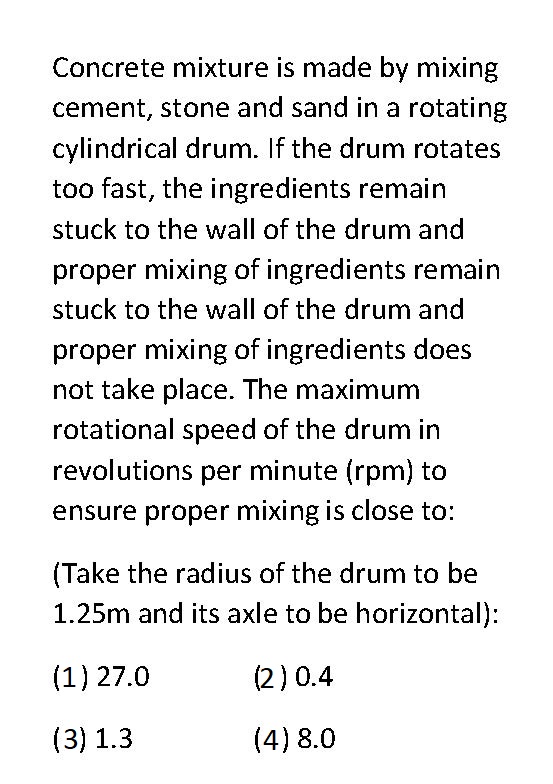 Concrete mixture is made by mixing
cement, stone and sand in a rotating
cylindrical drum. If the drum rotates
too fast, the ingredients remain
stuck to the wall of the drum and
proper mixing of ingredients remain
stuck to the wall of the drum and
proper mixing of ingredients does
not take place. The maximum
rotational speed of the drum in
revolutions per minute (rpm) to
ensure proper mixing is close to:
(Take the radius of the drum to be
1.25m and its axle to be horizontal):
(1) 27.0 (2) 0.4
(3) 1.3 (4) 8.0